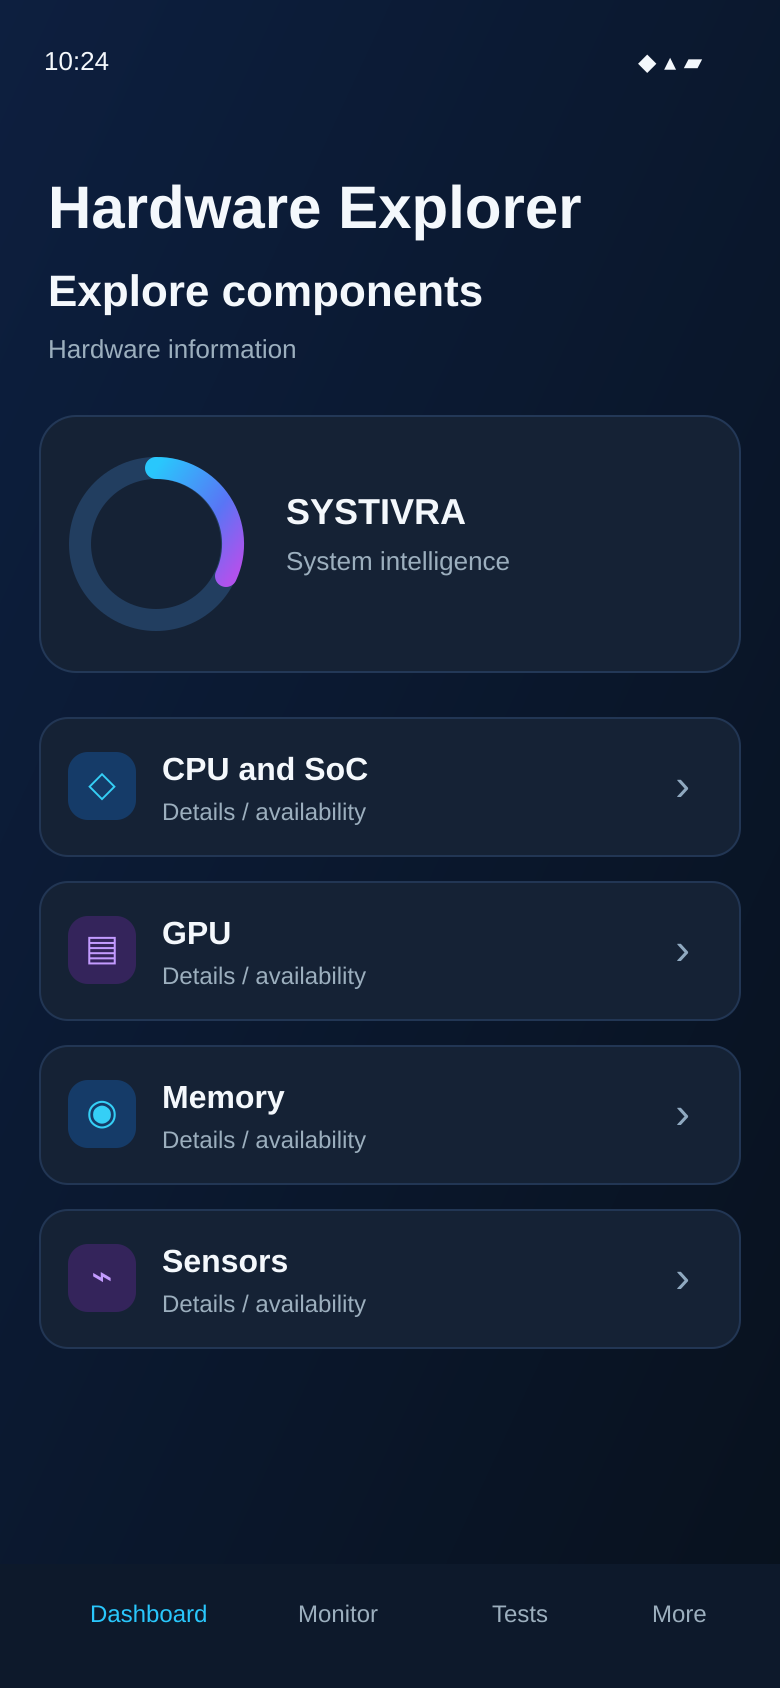 10:24
Hardware Explorer
Explore components
Hardware information
SYSTIVRA
System intelligence
CPU and SoC
Details / availability
GPU
Details / availability
Memory
Details / availability
Sensors
Details / availability
Dashboard Monitor Tests More